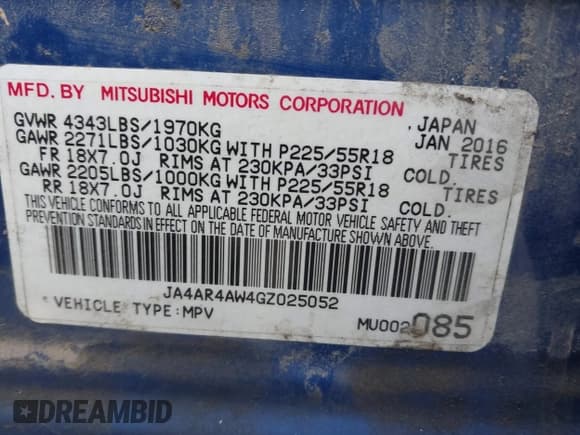 MFD. BY MITSUBISHI MOTORS CORPORATION
GVWR 4343LBS/1970KG , JAPAN
GAWR 2271LBS/1030KG WITH P225/55R18 JAN 2016
FR 18X7.0J RIMS AT 230KPA/33PSI TIRES
GAWR 2205LBS/1000KG WITH P225/55R18 COLD.
RR 18X7.0J RIMS AT 230KPA/33PSI TIRES
THIS VEHICLE CONFORMS TO ALL APPLICABLE FEDERAL MOTOR VEHICLE SAFETY AND THEFT COLD.
PREVENTION STANDARDS IN EFFECT ON THE DATE OF MANUFACTURE SHOWN ABOVE.
JA4AR4AW4GZ025052
VEHICLE TYPE:MPV
MU002085
DREAMBID